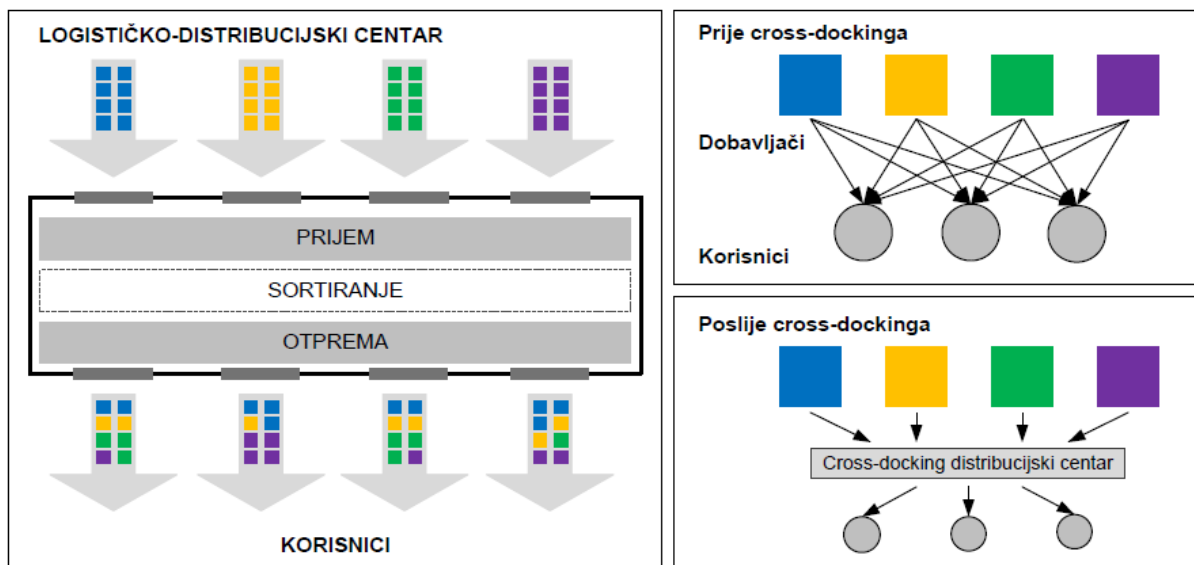 LOGISTIČKO-DISTRIBUCIJSKI CENTAR
PRIJEM
SORTIRANJE
OTPREMA
KORISNICI
Prije cross-dockinga
Dobavljači
Korisnici
Poslije cross-dockinga
Cross-docking distribucijski centar